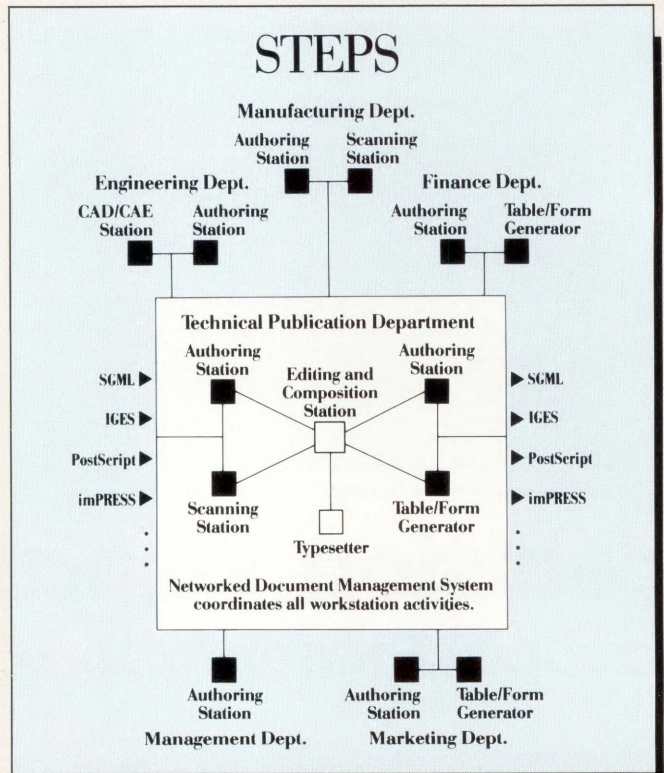 STEPS
Manufacturing Dept.
Authoring Station
Scanning Station
Engineering Dept.
CAD/CAE Station
Authoring Station
Finance Dept.
Authoring Station
Table/Form Generator
Technical Publication Department
Authoring Station
Editing and Composition Station
Authoring Station
SGML
IGES
PostScript
imPRESS
SGML
IGES
PostScript
imPRESS
Scanning Station
Typesetter
Table/Form Generator
Networked Document Management System
coordinates all workstation activities.
Authoring Station
Management Dept.
Authoring Station
Table/Form Generator
Marketing Dept.